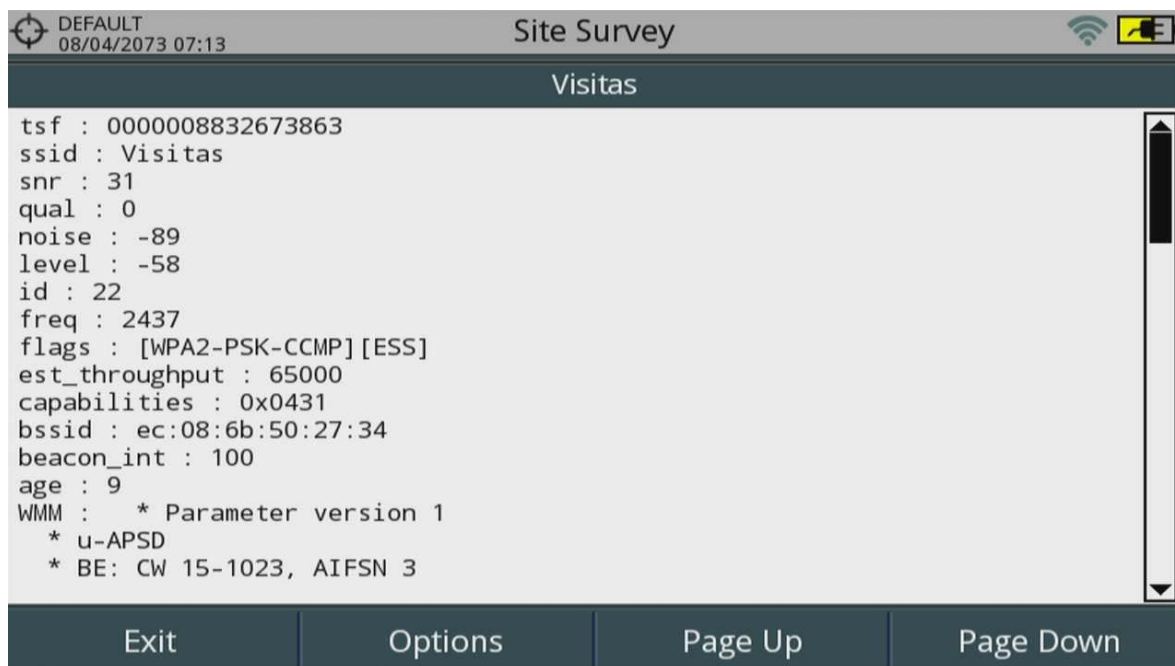 DEFAULT
08/04/2073 07:13
Site Survey
Visitas
tsf : 0000008832673863
ssid : Visitas
snr : 31
qual : 0
noise : -89
level : -58
id : 22
freq : 2437
flags : [WPA2-PSK-CCMP][ESS]
est_throughput : 65000
capabilities : 0x0431
bssid : ec:08:6b:50:27:34
beacon_int : 100
age : 9
WMM :   * Parameter version 1
  * u-APSD
  * BE: CW 15-1023, AIFSN 3
Exit
Options
Page Up
Page Down